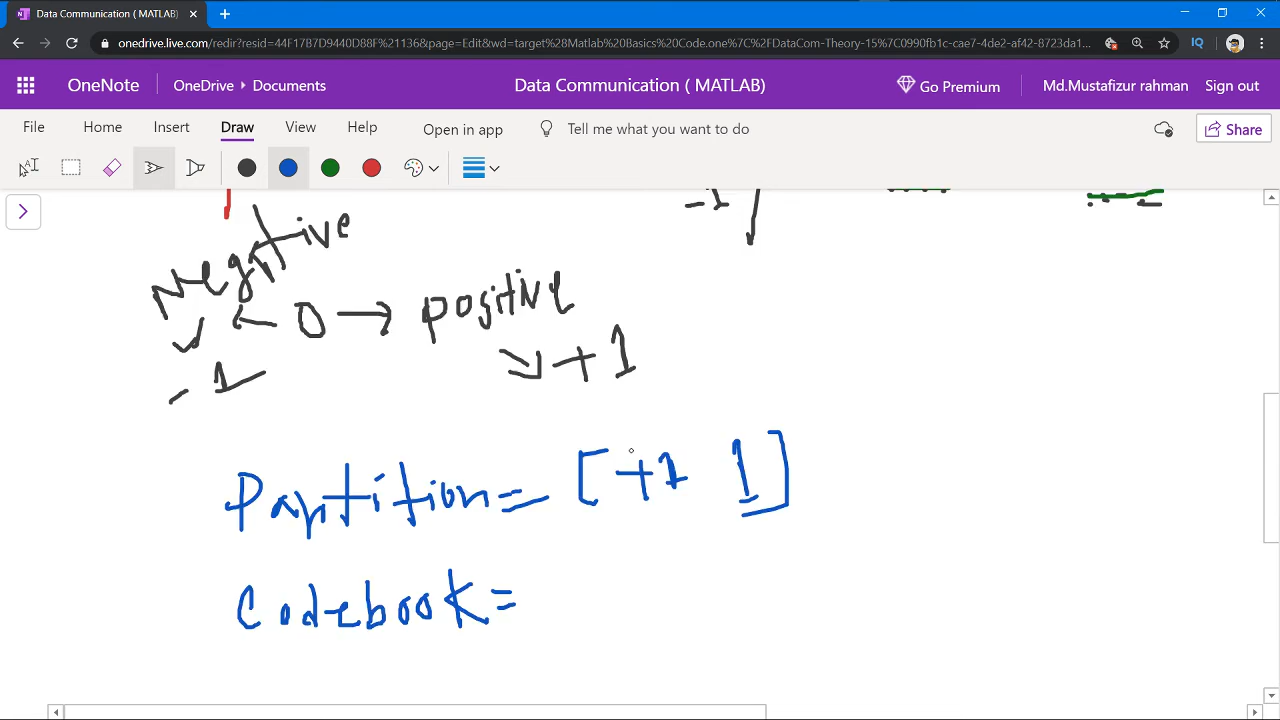 Data Communication ( MATLAB)
onedrive.live.com/redir?resid=44F17B7D9440D88F%21136&page=Edit&wd=target%28Matlab%20Basics%20Code.one%7C%2FDataCom-Theory-15%7C0990fb1c-cae7-4de2-af42-8723da1...
OneNote
OneDrive
Documents
Data Communication ( MATLAB)
Go Premium
Md.Mustafizur rahman
Sign out
File Home Insert Draw View Help Open in app Tell me what you want to do
Share
-1
Negtive
0 → positive
- 1
+ 1
Partition = [ +1 1 ]
Codebook =